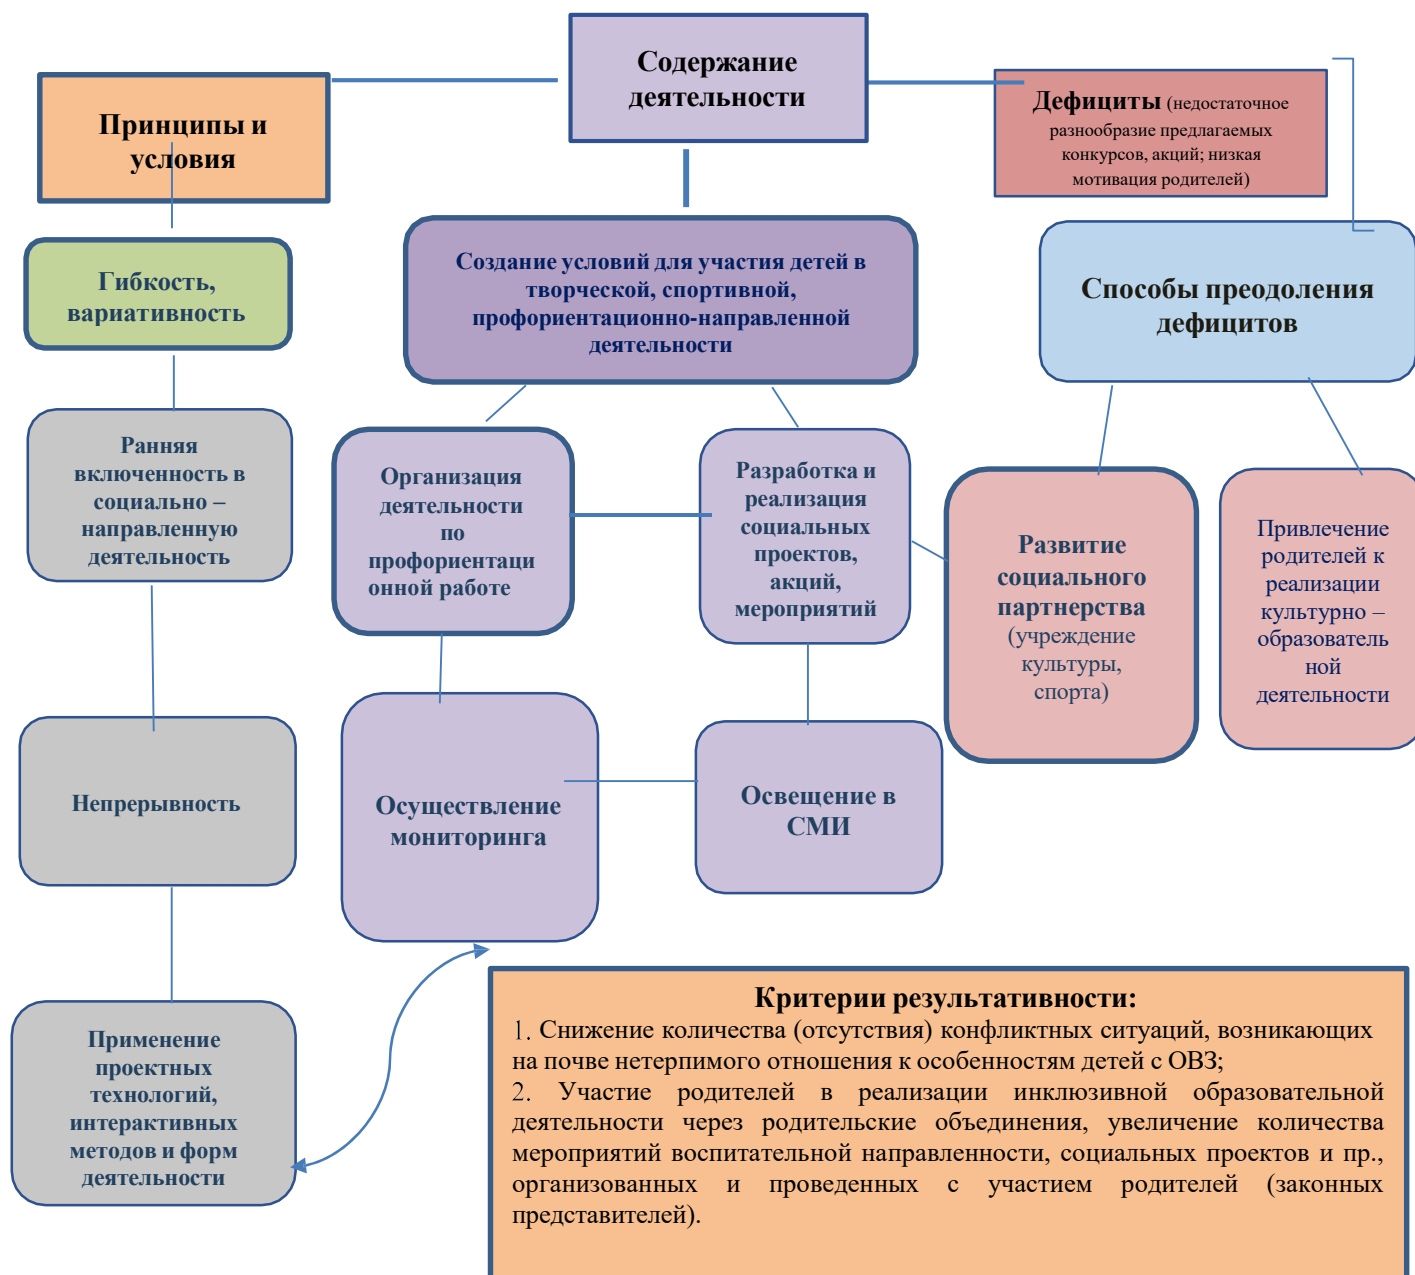 Содержание
деятельности
Принципы и
условия
Дефициты (недостаточное
разнообразие предлагаемых
конкурсов, акций; низкая
мотивация родителей)
Гибкость,
вариативность
Создание условий для участия детей в
творческой, спортивной,
профориентационно-направленной
деятельности
Способы преодоления
дефицитов
Ранняя
включенность в
социально –
направленную
деятельность
Организация
деятельности
по
профориентаци
онной работе
Разработка и
реализация
социальных
проектов,
акций,
мероприятий
Развитие
социального
партнерства
(учреждение
культуры,
спорта)
Привлечение
родителей к
реализации
культурно –
образователь
ной
деятельности
Непрерывность
Осуществление
мониторинга
Освещение в
СМИ
Применение
проектных
технологий,
интерактивных
методов и форм
деятельности
Критерии результативности:
1. Снижение количества (отсутствия) конфликтных ситуаций, возникающих
на почве нетерпимого отношения к особенностям детей с ОВЗ;
2. Участие родителей в реализации инклюзивной образовательной
деятельности через родительские объединения, увеличение количества
мероприятий воспитательной направленности, социальных проектов и пр.,
организованных и проведенных с участием родителей (законных
представителей).